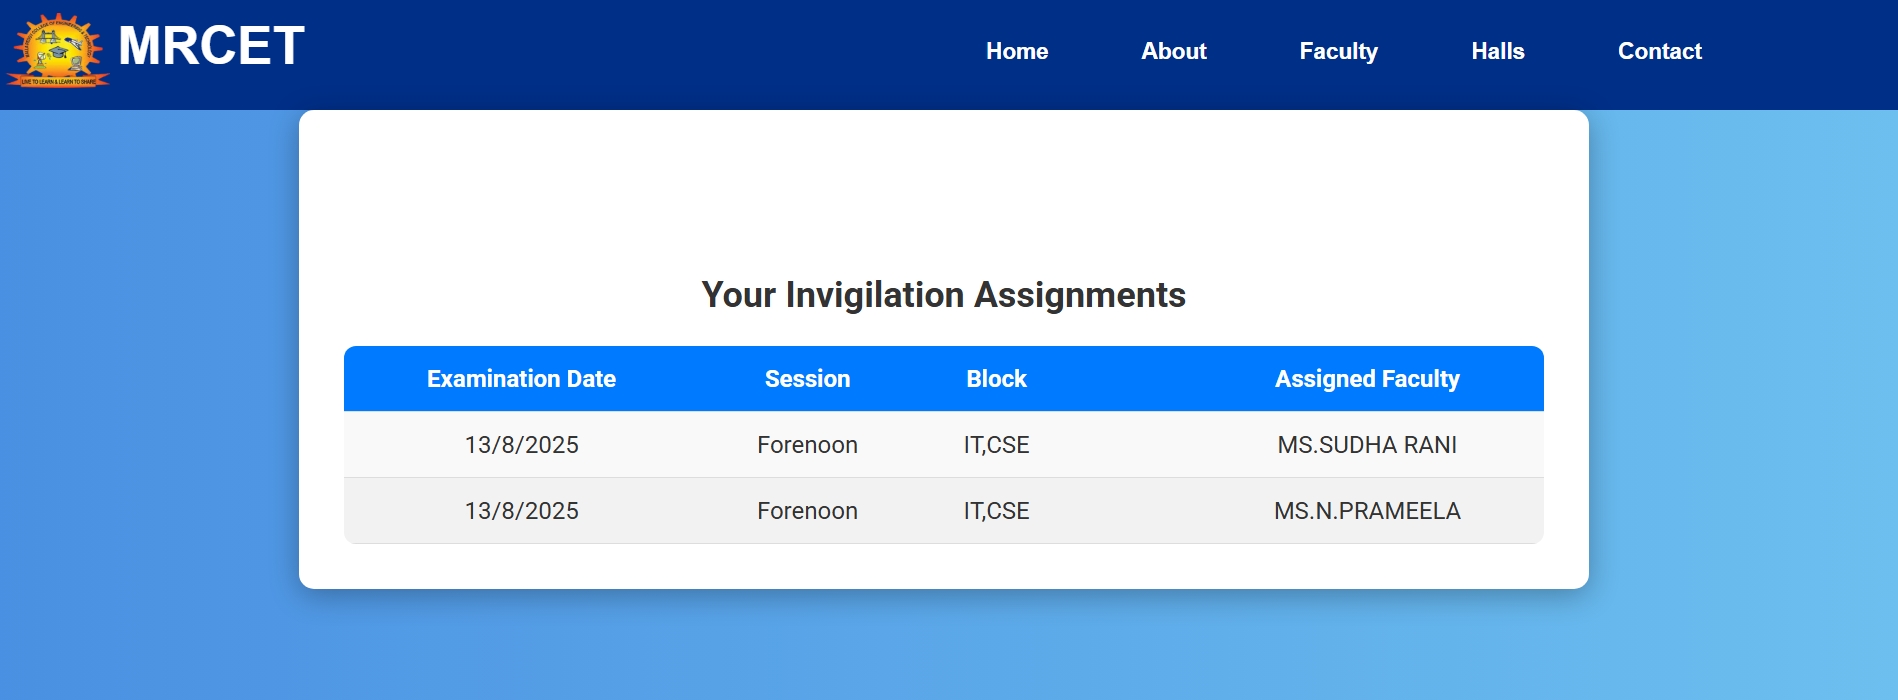 MRCET
LIVE TO LEARN & LEARN TO SHARE
Home About Faculty Halls Contact
Your Invigilation Assignments
Examination Date Session Block Assigned Faculty
13/8/2025 Forenoon IT,CSE MS.SUDHA RANI
13/8/2025 Forenoon IT,CSE MS.N.PRAMEELA